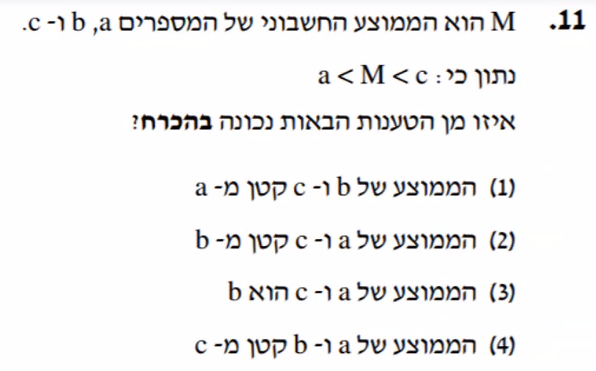 11. M הוא הממוצע החשבוני של המספרים a, b ו- c.
נתון כי: a < M < c
איזו מן הטענות הבאות נכונה בהכרח?
(1) הממוצע של b ו- c קטן מ- a
(2) הממוצע של a ו- c קטן מ- b
(3) הממוצע של a ו- c הוא b
(4) הממוצע של a ו- b קטן מ- c